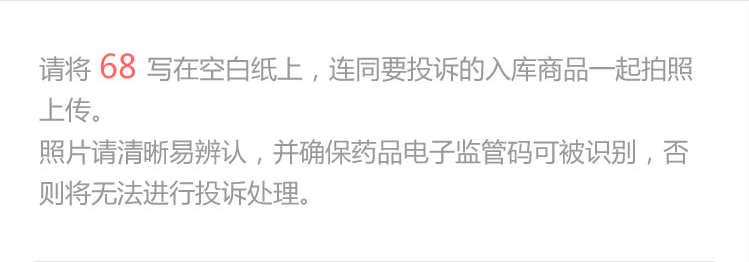 请将 68 写在空白纸上，连同要投诉的入库商品一起拍照
上传。
照片请清晰易辨认，并确保药品电子监管码可被识别，否
则将无法进行投诉处理。